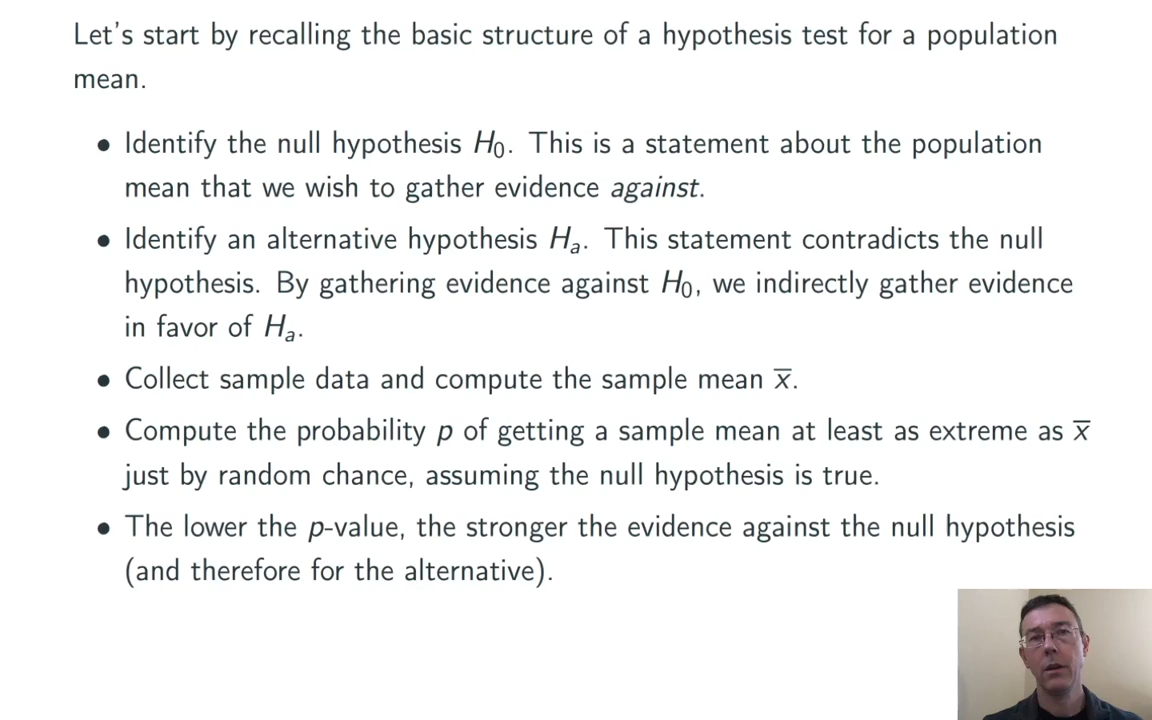 Let's start by recalling the basic structure of a hypothesis test for a population
mean.
• Identify the null hypothesis H₀. This is a statement about the population
mean that we wish to gather evidence against.
• Identify an alternative hypothesis Hₐ. This statement contradicts the null
hypothesis. By gathering evidence against H₀, we indirectly gather evidence
in favor of Hₐ.
• Collect sample data and compute the sample mean x̅.
• Compute the probability p of getting a sample mean at least as extreme as x̅
just by random chance, assuming the null hypothesis is true.
• The lower the p-value, the stronger the evidence against the null hypothesis
(and therefore for the alternative).